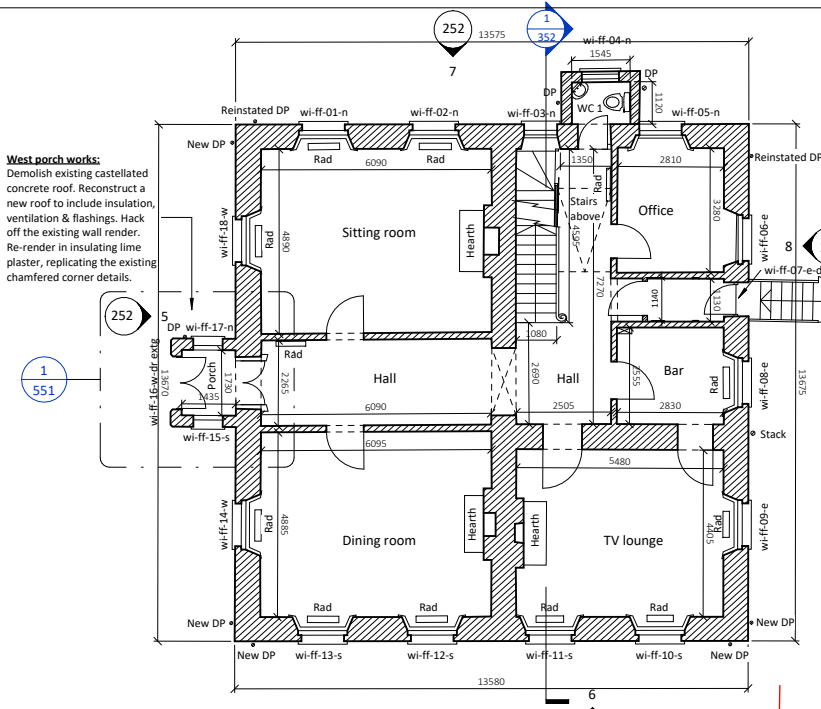 252
7
13575
1
352
wi-ff-04-n
1545
DP
DP
1120
WC 1
Reinstated DP
wi-ff-01-n
wi-ff-02-n
wi-ff-03-n
wi-ff-05-n
New DP
Reinstated DP
West porch works:
Demolish existing castellated
concrete roof. Reconstruct a
new roof to include insulation,
ventilation & flashings. Hack
off the existing wall render.
Re-render in insulating lime
plaster, replicating the existing
chamfered corner details.
Rad
Rad
6090
1350
Rad
2810
Stairs
above
Office
3280
4890
Sitting room
Hearth
4595
wi-ff-18-w
Rad
wi-ff-06-e
8
wi-ff-07-e-d
7270
1140
1130
252
5
DP
wi-ff-17-n
1080
1
551
wi-ff-16-w-dr extg
13670
Porch
1435
1730
Rad
2265
Hall
6090
2690
Hall
2505
2555
Bar
Rad
2830
wi-ff-08-e
13675
wi-ff-15-s
6095
5480
Stack
wi-ff-14-w
Rad
4885
Dining room
Hearth
Hearth
TV lounge
4405
Rad
wi-ff-09-e
Rad
Rad
Rad
Rad
New DP
New DP
New DP
wi-ff-13-s
wi-ff-12-s
wi-ff-11-s
wi-ff-10-s
New DP
13580
6